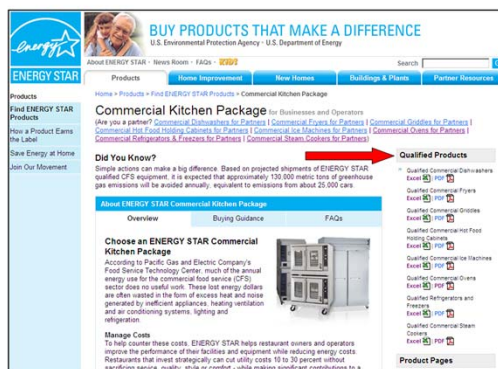 energy
ENERGY STAR
BUY PRODUCTS THAT MAKE A DIFFERENCE
U.S. Environmental Protection Agency · U.S. Department of Energy
About ENERGY STAR · News Room · FAQs · KIDS
Search
Products
Home Improvement
New Homes
Buildings & Plants
Partner Resources
Products
Find ENERGY STAR
Products
How a Product Earns
the Label
Save Energy at Home
Join Our Movement
Home > Products > Find ENERGY STAR Products > Commercial Kitchen Package
Commercial Kitchen Package for Businesses and Operators
(Are you a partner? Commercial Dishwashers for Partners | Commercial Fryers for Partners | Commercial Griddles for Partners |
Commercial Hot Food Holding Cabinets for Partners | Commercial Ice Machines for Partners | Commercial Ovens for Partners |
Commercial Refrigerators & Freezers for Partners | Commercial Steam Cookers for Partners)
Did You Know?
Simple actions can make a big difference. Based on projected shipments of ENERGY STAR
qualified CFS equipment, it is expected that approximately 130,000 metric tons of greenhouse
gas emissions will be avoided annually, equivalent to emissions from about 25,000 cars.
About ENERGY STAR Commercial Kitchen Package
Overview
Buying Guidance
FAQs
Choose an ENERGY STAR Commercial
Kitchen Package
According to Pacific Gas and Electric Company's
Food Service Technology Center, much of the annual
energy use for the commercial food service (CFS)
sector does no useful work. These lost energy dollars
are often wasted in the form of excess heat and noise
generated by inefficient appliances, heating ventilation
and air conditioning systems, lighting and
refrigeration.
Manage Costs
To help counter these costs, ENERGY STAR helps restaurant owners and operators
improve the performance of their facilities and equipment while reducing energy costs.
Restaurants that invest strategically can cut utility costs 10 to 30 percent without
sacrificing service, quality, style or comfort - while making significant contributions to a
Qualified Products
Qualified Commercial Dishwashers
Excel | PDF
Qualified Commercial Fryers
Excel | PDF
Qualified Commercial Griddles
Excel | PDF
Qualified Commercial Hot Food
Holding Cabinets
Excel | PDF
Qualified Commercial Ice Machines
Excel | PDF
Qualified Commercial Ovens
Excel | PDF
Qualified Refrigerators and
Freezers
Excel | PDF
Qualified Commercial Steam
Cookers
Excel | PDF
Product Pages